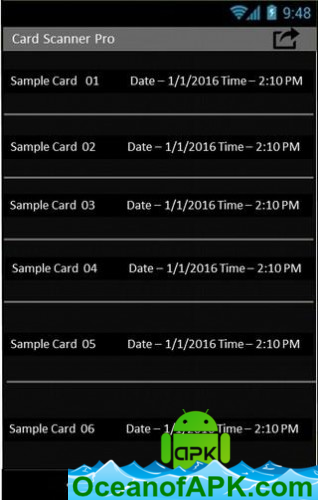 9:48
Card Scanner Pro
Sample Card 01 Date – 1/1/2016 Time – 2:10 PM
Sample Card 02 Date – 1/1/2016 Time – 2:10 PM
Sample Card 03 Date – 1/1/2016 Time – 2:10 PM
Sample Card 04 Date – 1/1/2016 Time – 2:10 PM
Sample Card 05 Date – 1/1/2016 Time – 2:10 PM
Sample Card 06 Date – 1/1/2016 Time – 2:10 PM
APK
OceanofAPK.com